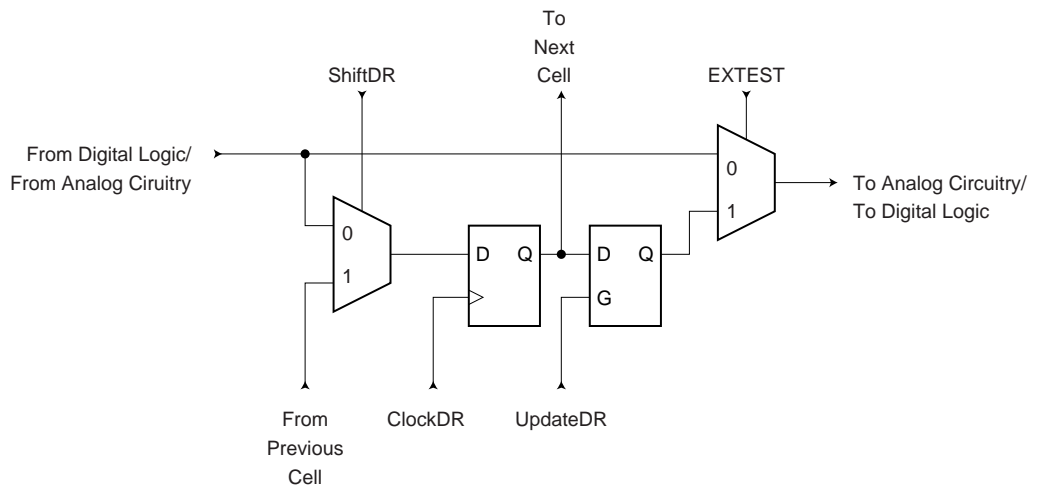 To
Next
Cell
ShiftDR
EXTEST
From Digital Logic/
From Analog Ciruitry
0
1
To Analog Circuitry/
To Digital Logic
0
1
D Q
D Q
G
From
Previous
Cell
ClockDR
UpdateDR